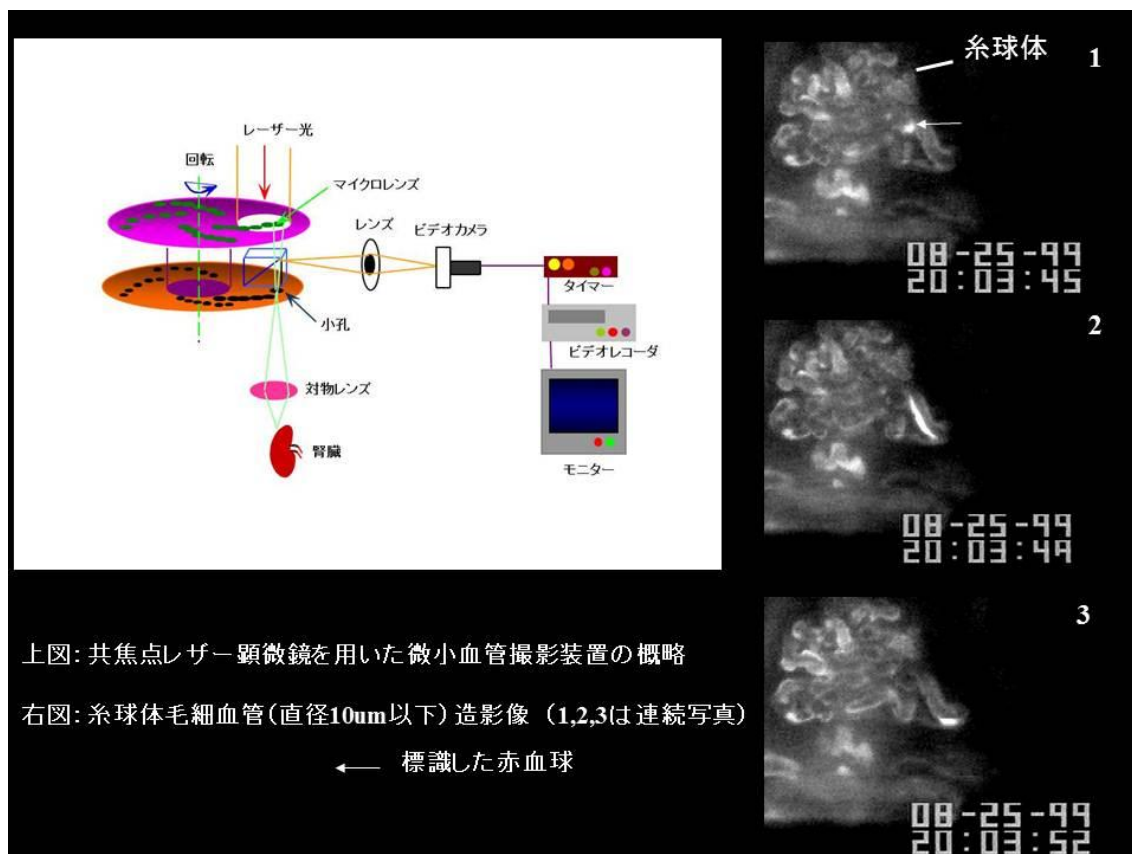 レーザー光
回転
マイクロレンズ
レンズ
ビデオカメラ
タイマー
小孔
ビデオレコーダ
対物レンズ
腎臓
モニター
糸球体
1
08-25-99
20:03:45
2
08-25-99
20:03:49
3
08-25-99
20:03:52
上図:共焦点レザー顕微鏡を用いた微小血管撮影装置の概略
右図:糸球体毛細血管(直径10um以下)造影像 (1,2,3は連続写真)
← 標識した赤血球